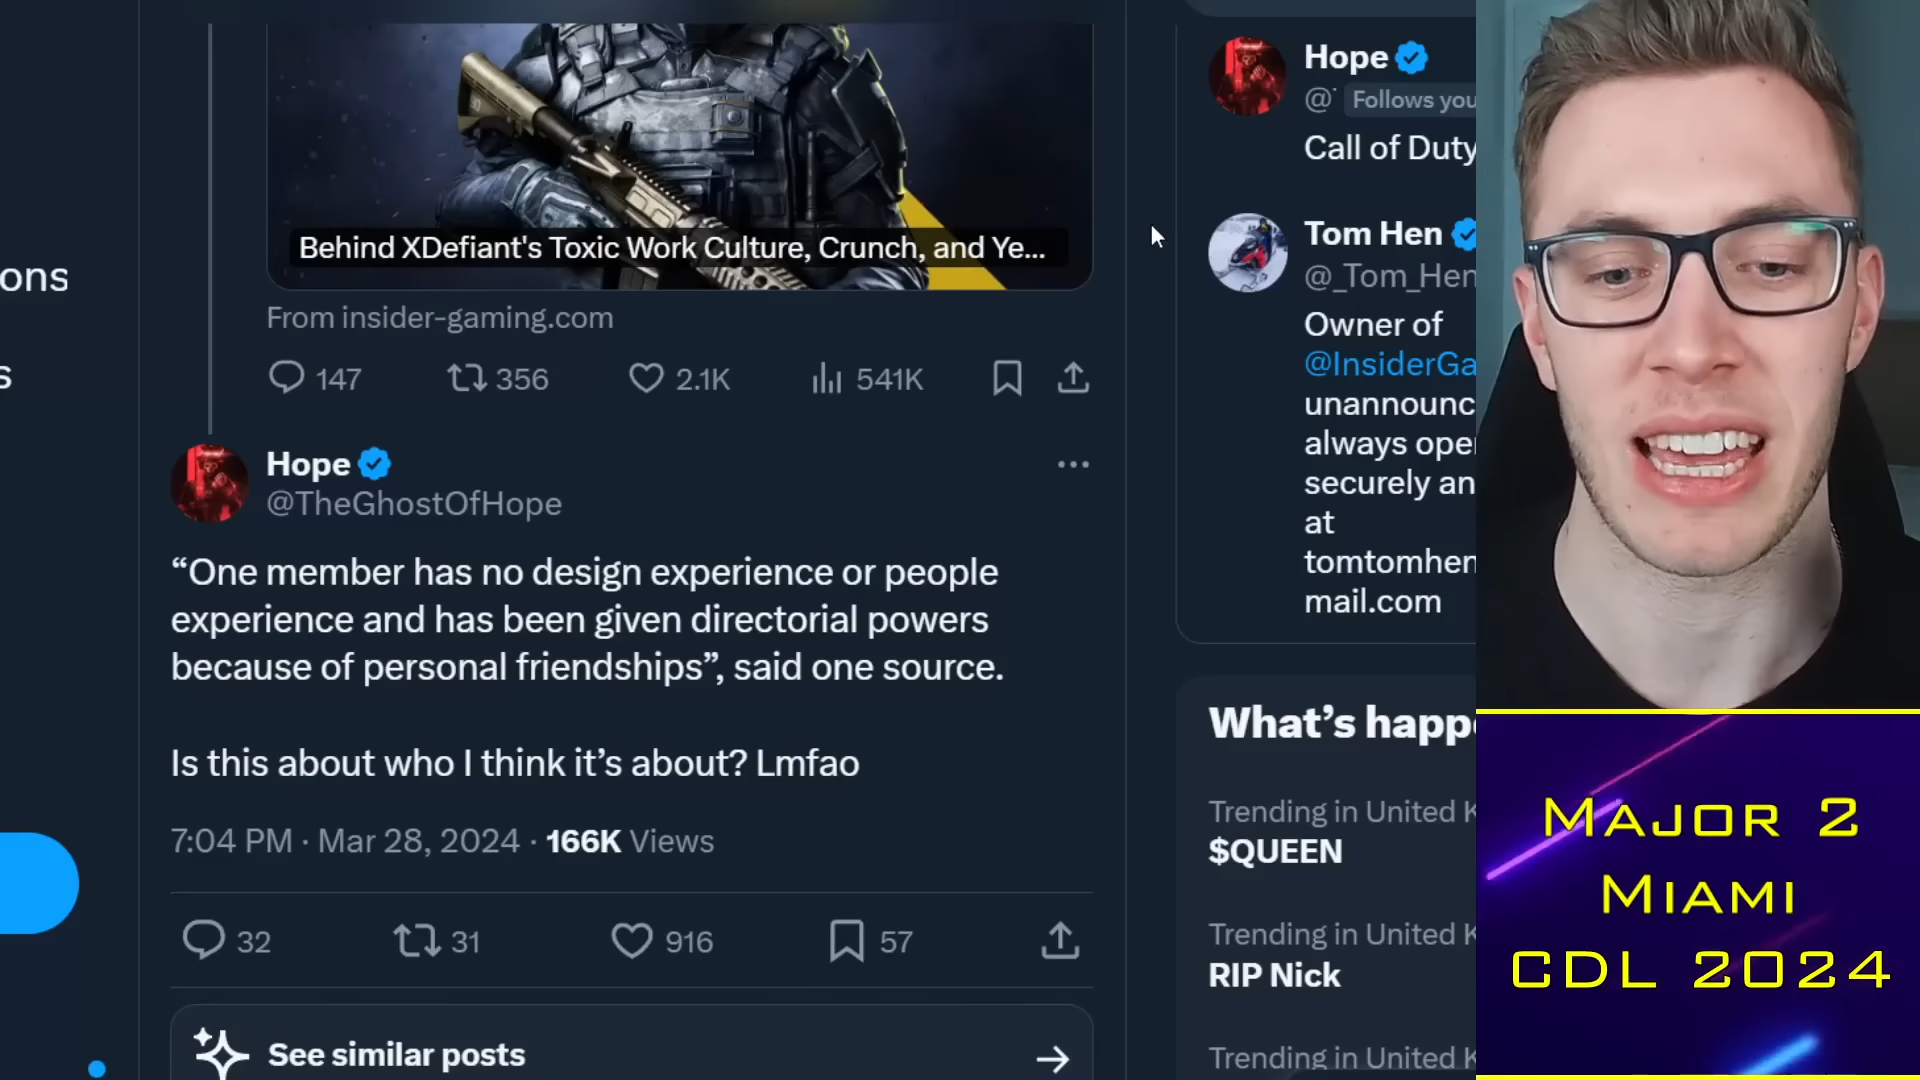 ons
s
Behind XDefiant's Toxic Work Culture, Crunch, and Ye...
From insider-gaming.com
147 356 2.1K 541K
Hope
@TheGhostOfHope
“One member has no design experience or people
experience and has been given directorial powers
because of personal friendships”, said one source.
Is this about who I think it’s about? Lmfao
7:04 PM · Mar 28, 2024 · 166K Views
32 31 916 57
See similar posts
Hope
@ Follows you
Call of Duty
Tom Hen
@_Tom_Hen
Owner of
@InsiderGa
unannounc
always ope
securely an
at
tomtomhen
mail.com
What’s happ
Trending in United K
$QUEEN
Trending in United K
RIP Nick
Trending in United K
Major 2
Miami
CDL 2024